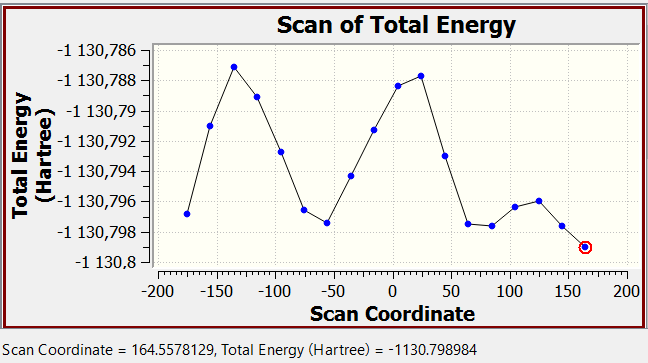 Scan of Total Energy
Total Energy
(Hartree)
-1 130,786
-1 130,788
-1 130,79
-1 130,792
-1 130,794
-1 130,796
-1 130,798
-1 130,8
-200 -150 -100 -50 0 50 100 150 200
Scan Coordinate
Scan Coordinate = 164.5578129, Total Energy (Hartree) = -1130.798984